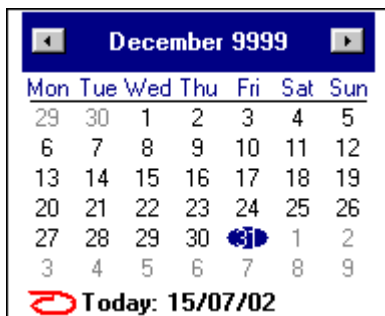 December 9999
Mon Tue Wed Thu Fri Sat Sun
29 30 1 2 3 4 5
6 7 8 9 10 11 12
13 14 15 16 17 18 19
20 21 22 23 24 25 26
27 28 29 30 31 1 2
3 4 5 6 7 8 9
Today: 15/07/02